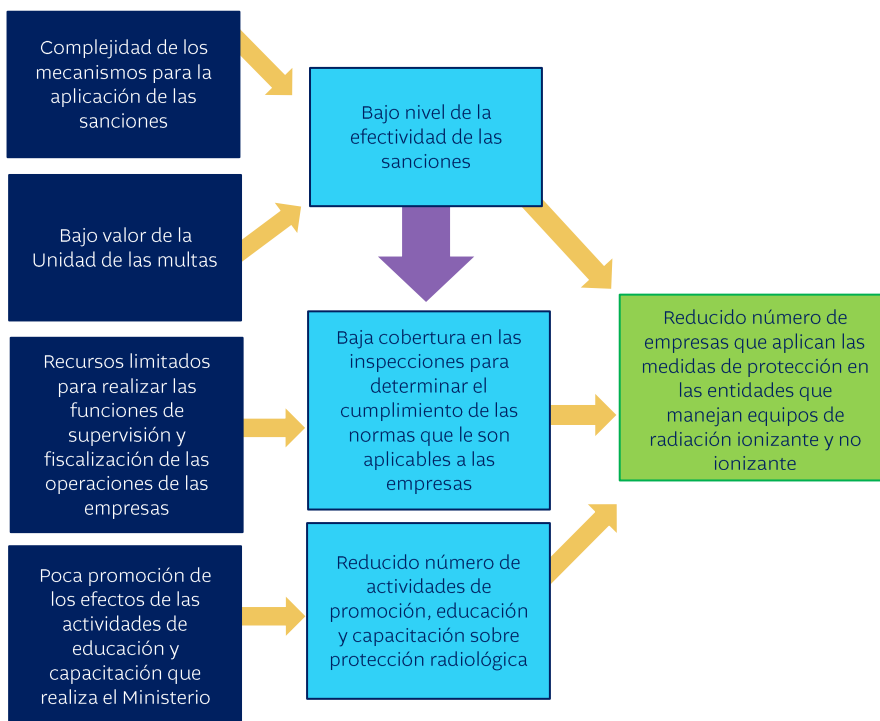 Complejidad de los
mecanismos para la
aplicación de las
sanciones
Bajo valor de la
Unidad de las multas
Recursos limitados
para realizar las
funciones de
supervisión y
fiscalización de las
operaciones de las
empresas
Poca promoción de
los efectos de las
actividades de
educación y
capacitación que
realiza el Ministerio
Bajo nivel de la
efectividad de las
sanciones
Baja cobertura en las
inspecciones para
determinar el
cumplimiento de las
normas que le son
aplicables a las
empresas
Reducido número de
actividades de
promoción, educación
y capacitación sobre
protección radiológica
Reducido número de
empresas que aplican las
medidas de protección en
las entidades que
manejan equipos de
radiación ionizante y no
ionizante